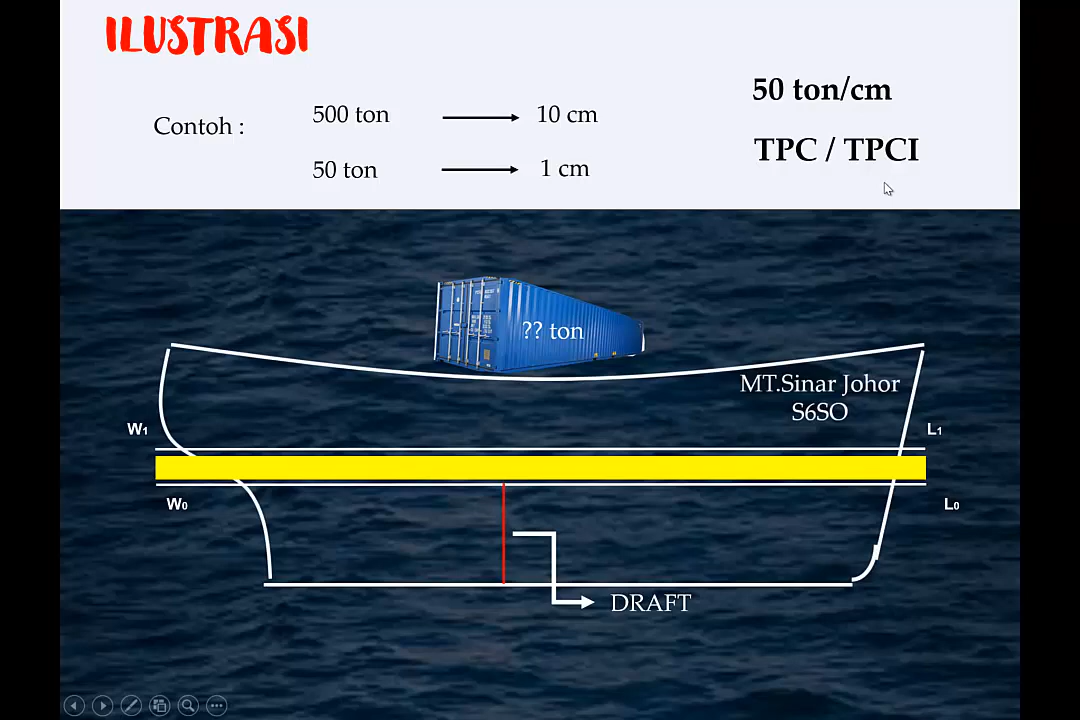 ILUSTRASI
Contoh :
500 ton
10 cm
50 ton
1 cm
50 ton/cm
TPC / TPCI
?? ton
MT.Sinar Johor
S6SO
W₁
L₁
W₀
L₀
DRAFT